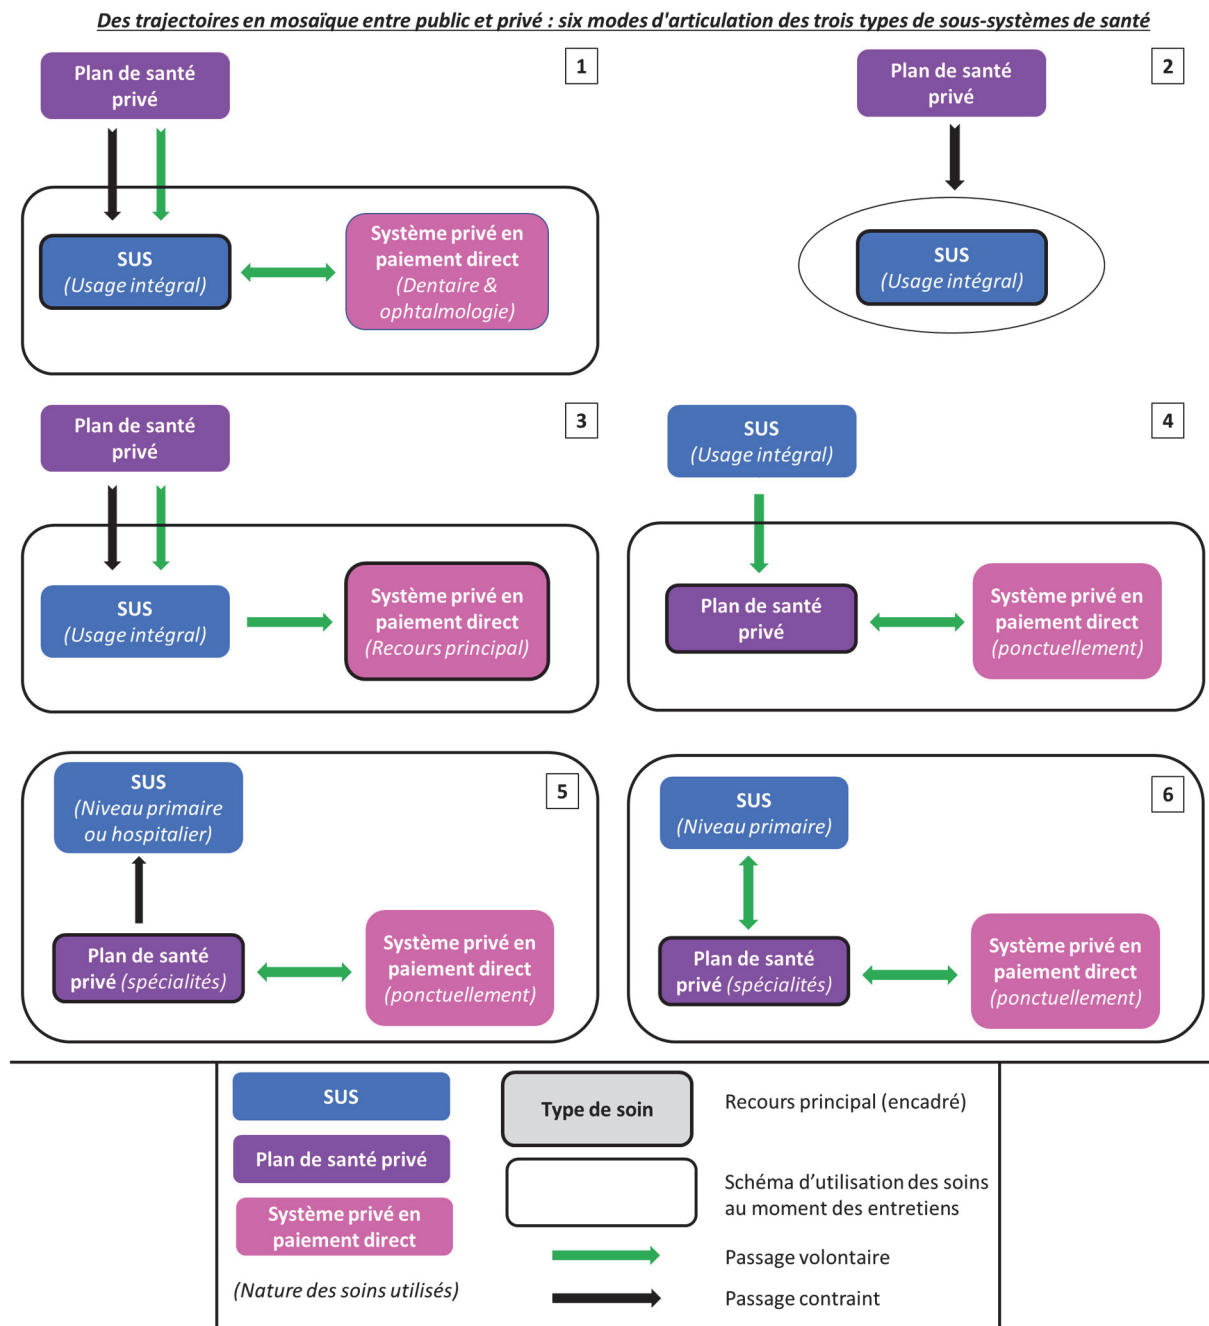 Des trajectoires en mosaïque entre public et privé : six modes d'articulation des trois types de sous-systèmes de santé
1
Plan de santé
privé
SUS
(Usage intégral)
Système privé en
paiement direct
(Dentaire &
ophtalmologie)
2
Plan de santé
privé
SUS
(Usage intégral)
3
Plan de santé
privé
SUS
(Usage intégral)
Système privé en
paiement direct
(Recours principal)
4
SUS
(Usage intégral)
Plan de santé
privé
Système privé en
paiement direct
(ponctuellement)
5
SUS
(Niveau primaire
ou hospitalier)
Plan de santé
privé (spécialités)
Système privé en
paiement direct
(ponctuellement)
6
SUS
(Niveau primaire)
Plan de santé
privé (spécialités)
Système privé en
paiement direct
(ponctuellement)
SUS
Plan de santé privé
Système privé en
paiement direct
(Nature des soins utilisés)
Type de soin
Recours principal (encadré)
Schéma d’utilisation des soins
au moment des entretiens
Passage volontaire
Passage contraint